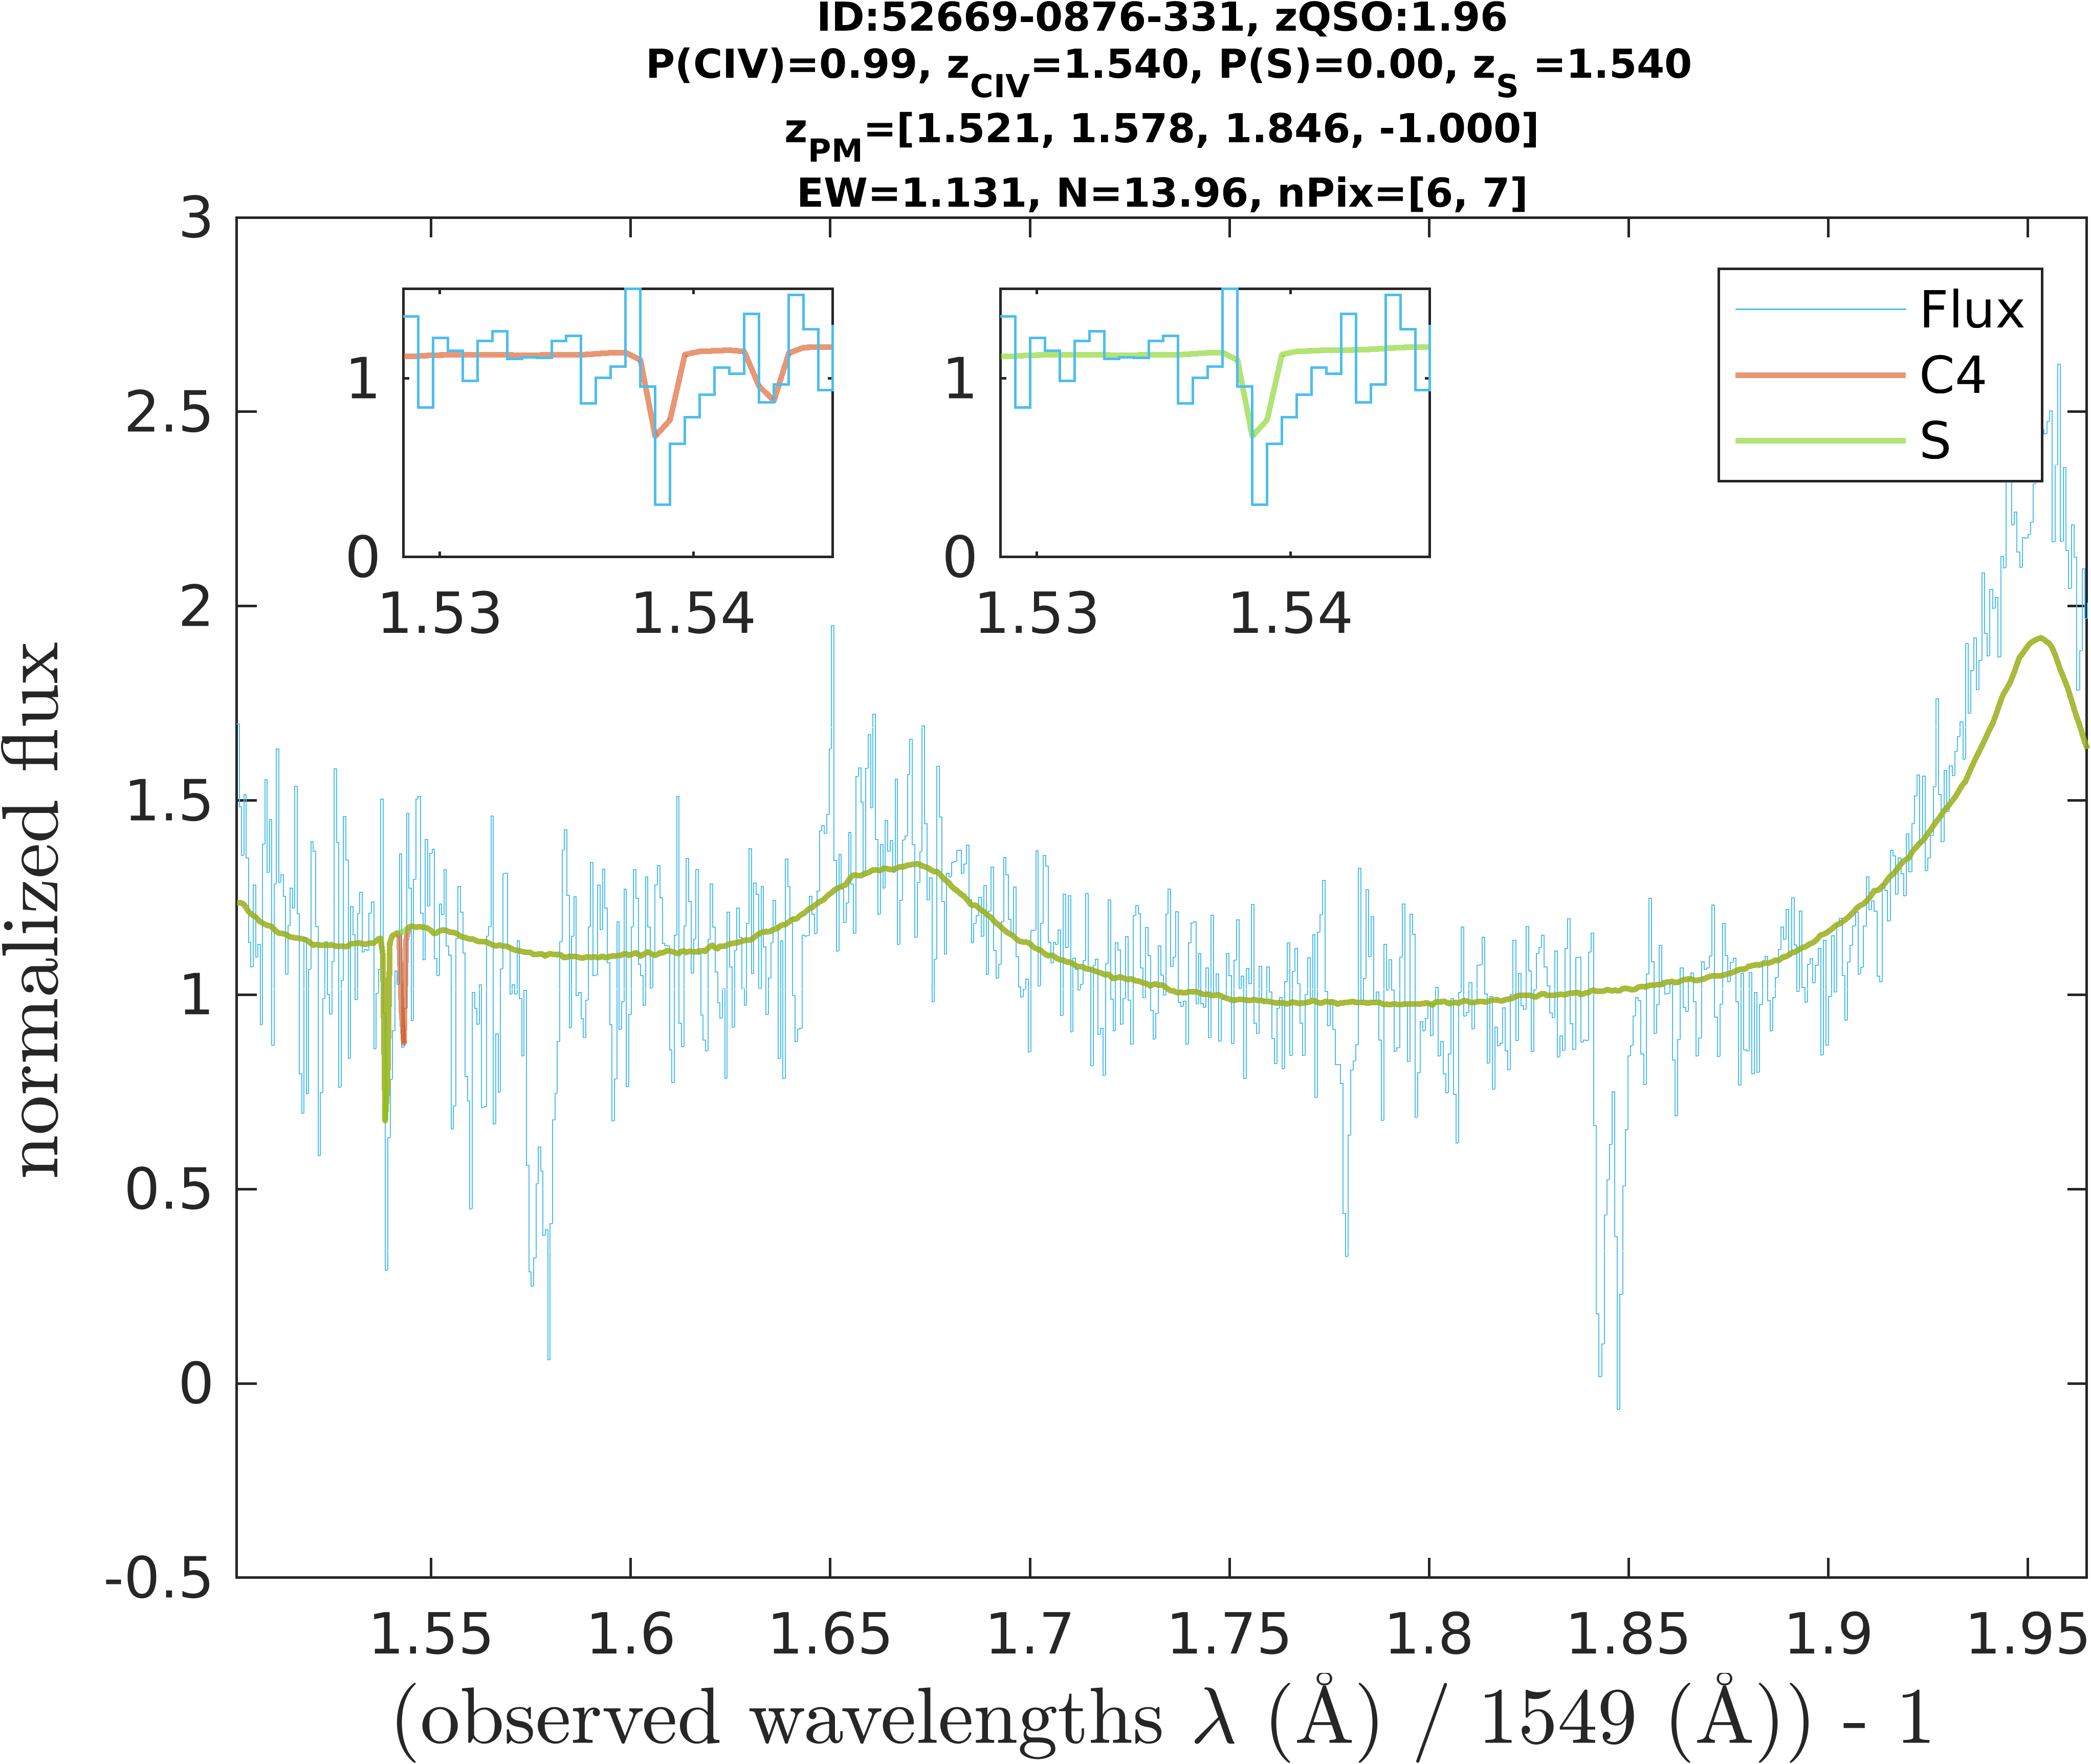 ID:52669-0876-331, zQSO:1.96
P(CIV)=0.99, zCIV=1.540, P(S)=0.00, zS =1.540
zPM=[1.521, 1.578, 1.846, -1.000]
EW=1.131, N=13.96, nPix=[6, 7]
3
2.5
2
1.5
1
0.5
0
-0.5
1
0
1.53 1.54
1
0
1.53 1.54
Flux
C4
S
normalized flux
1.55 1.6 1.65 1.7 1.75 1.8 1.85 1.9 1.95
(observed wavelengths λ (Å) / 1549 (Å)) - 1